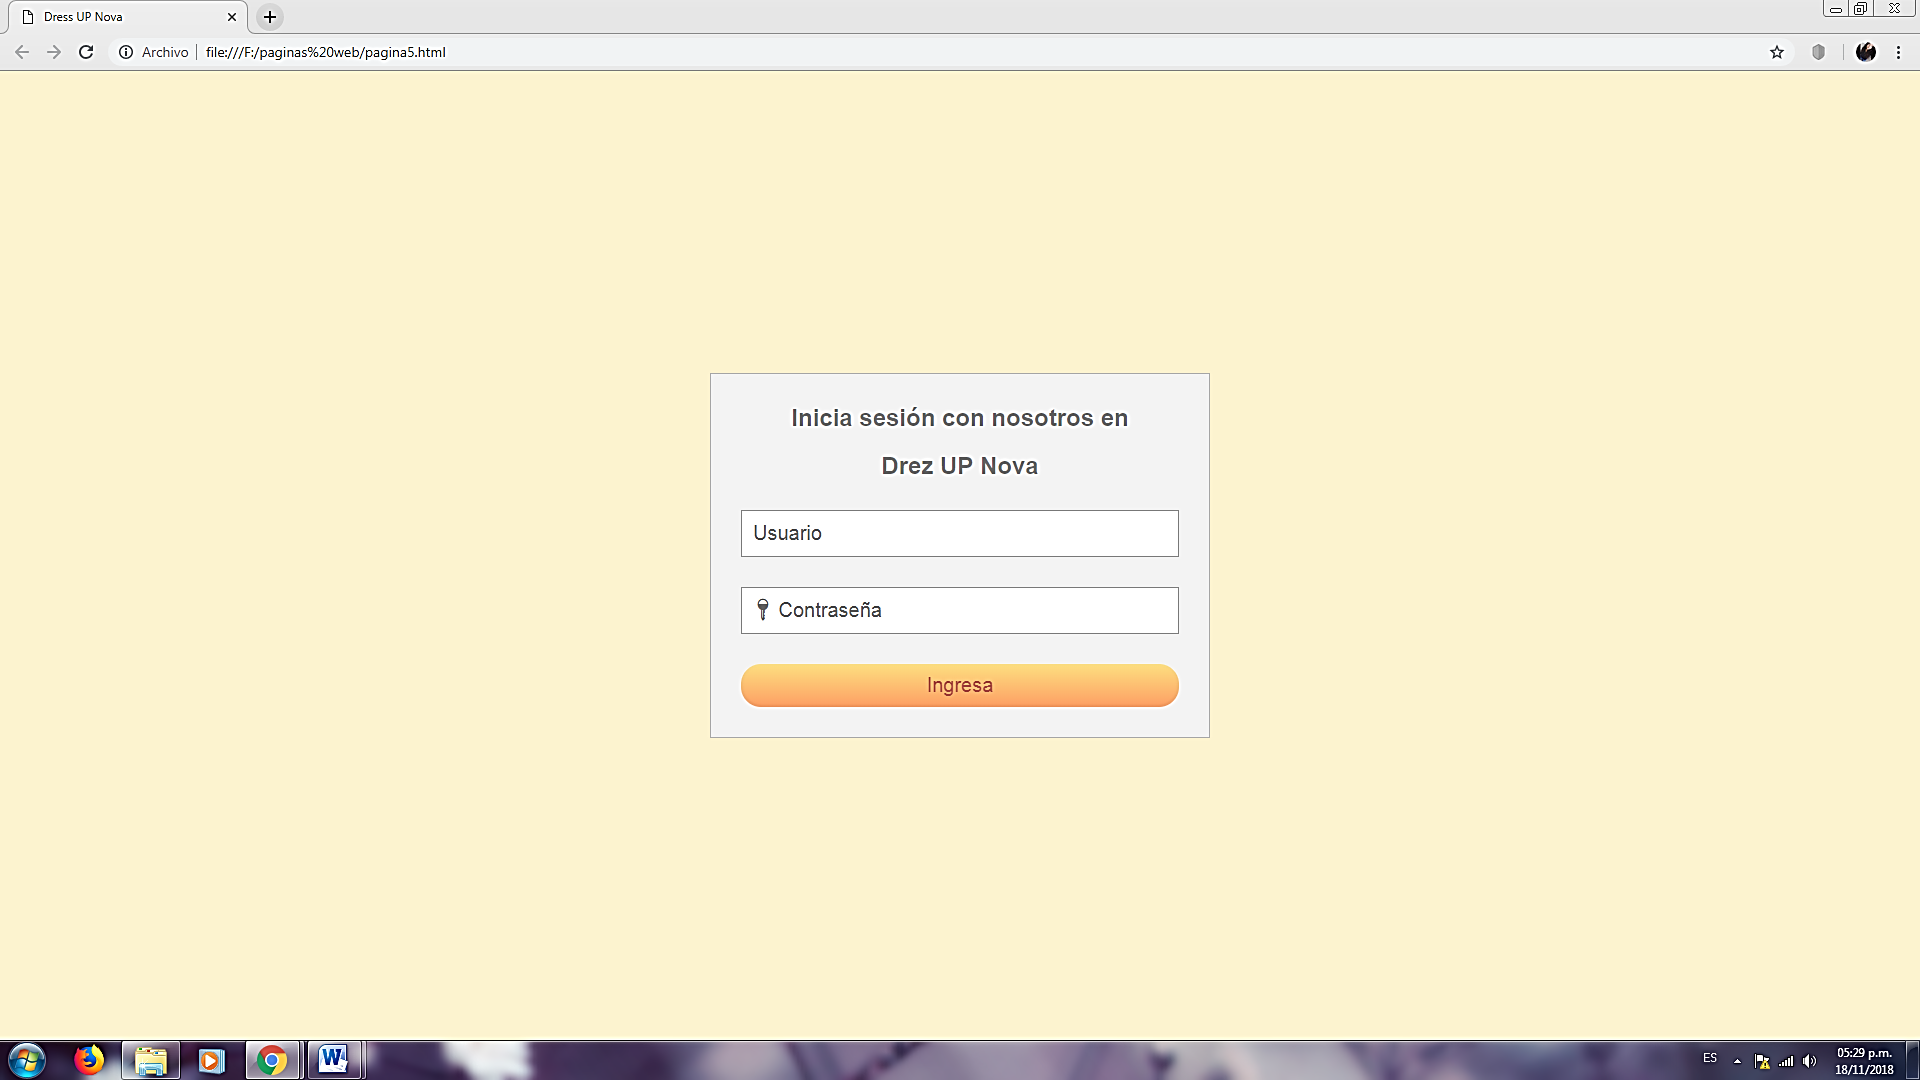 Dress UP Nova
Archivo
file:///F:/paginas%20web/pagina5.html
Inicia sesión con nosotros en
Drez UP Nova
Usuario
Contraseña
Ingresa
ES
05:29 p.m.
18/11/2018